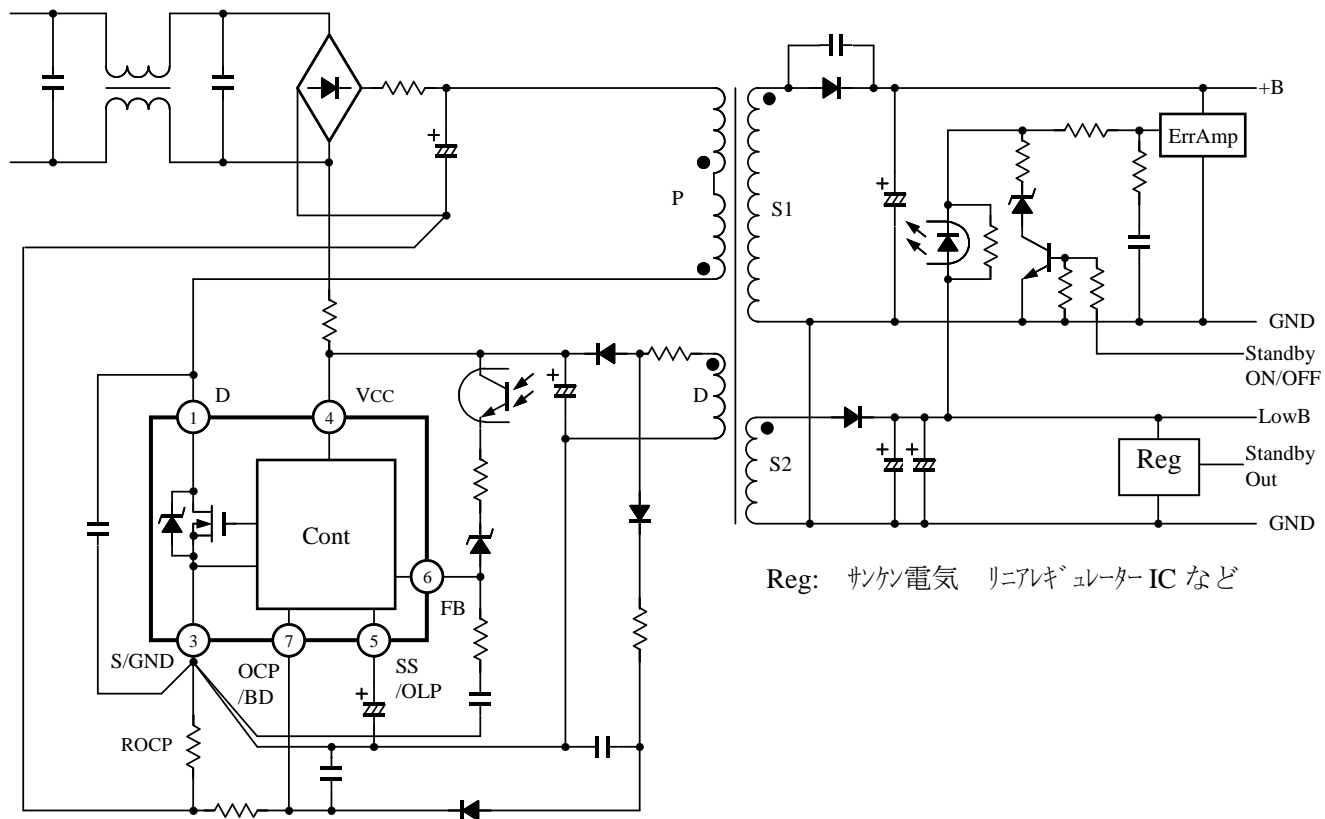 +B
ErrAmp
P
S1
GND
Standby
ON/OFF
D
VCC
D
LowB
1
4
S2
Reg
Standby
Out
Cont
GND
6
FB
Reg: サンケン電気 リニアレギュレーター IC など
3
7
5
S/GND
OCP
/BD
SS
/OLP
ROCP